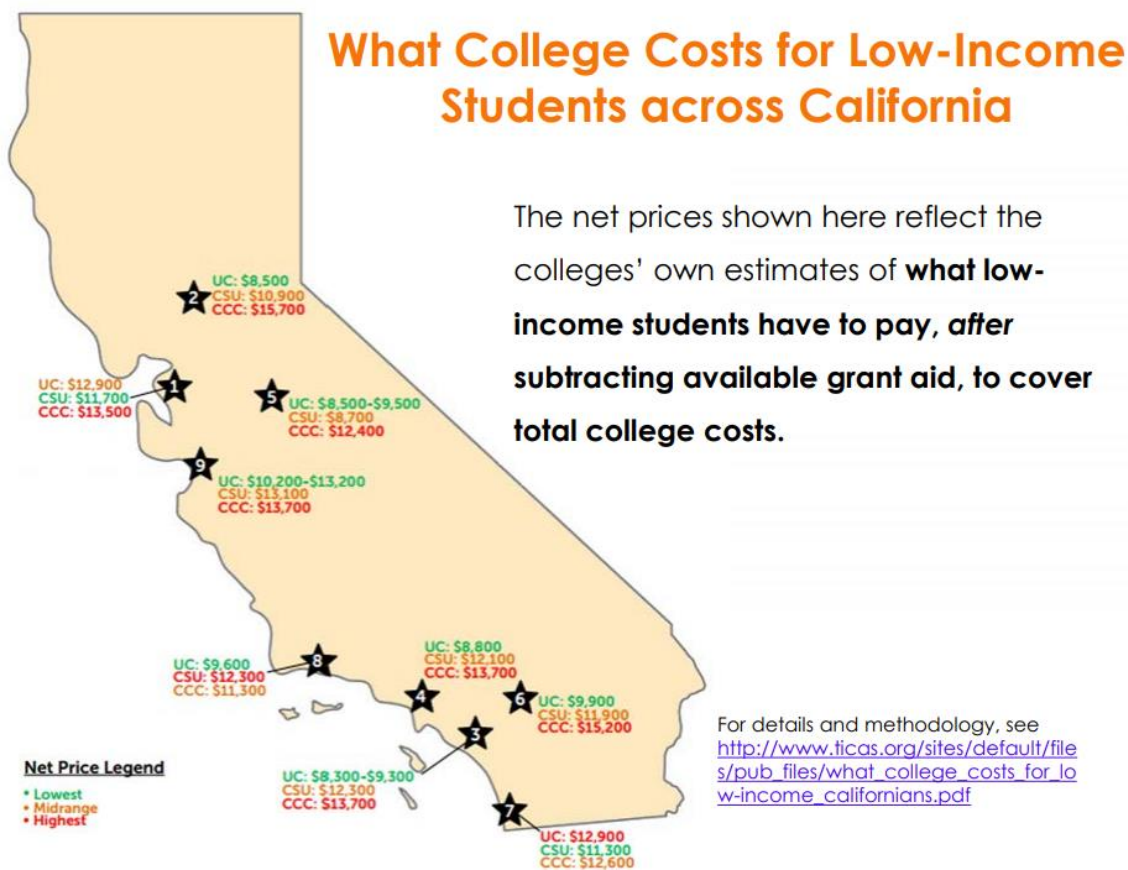 What College Costs for Low-Income
Students across California
The net prices shown here reflect the
colleges' own estimates of what low-
income students have to pay, after
subtracting available grant aid, to cover
total college costs.
2
UC: $8,500
CSU: $10,900
CCC: $15,700
UC: $12,900
CSU: $11,700
CCC: $13,500
1
5
UC: $8,500-$9,500
CSU: $8,700
CCC: $12,400
9
UC: $10,200-$13,200
CSU: $13,100
CCC: $13,700
UC: $9,600
CSU: $12,300
CCC: $11,300
8
UC: $8,800
CSU: $12,100
CCC: $13,700
4
6
UC: $9,900
CSU: $11,900
CCC: $15,200
3
UC: $8,300-$9,300
CSU: $12,300
CCC: $13,700
7
UC: $12,900
CSU: $11,300
CCC: $12,600
Net Price Legend
• Lowest
• Midrange
• Highest
For details and methodology, see
http://www.ticas.org/sites/default/file
s/pub_files/what_college_costs_for_lo
w-income_californians.pdf